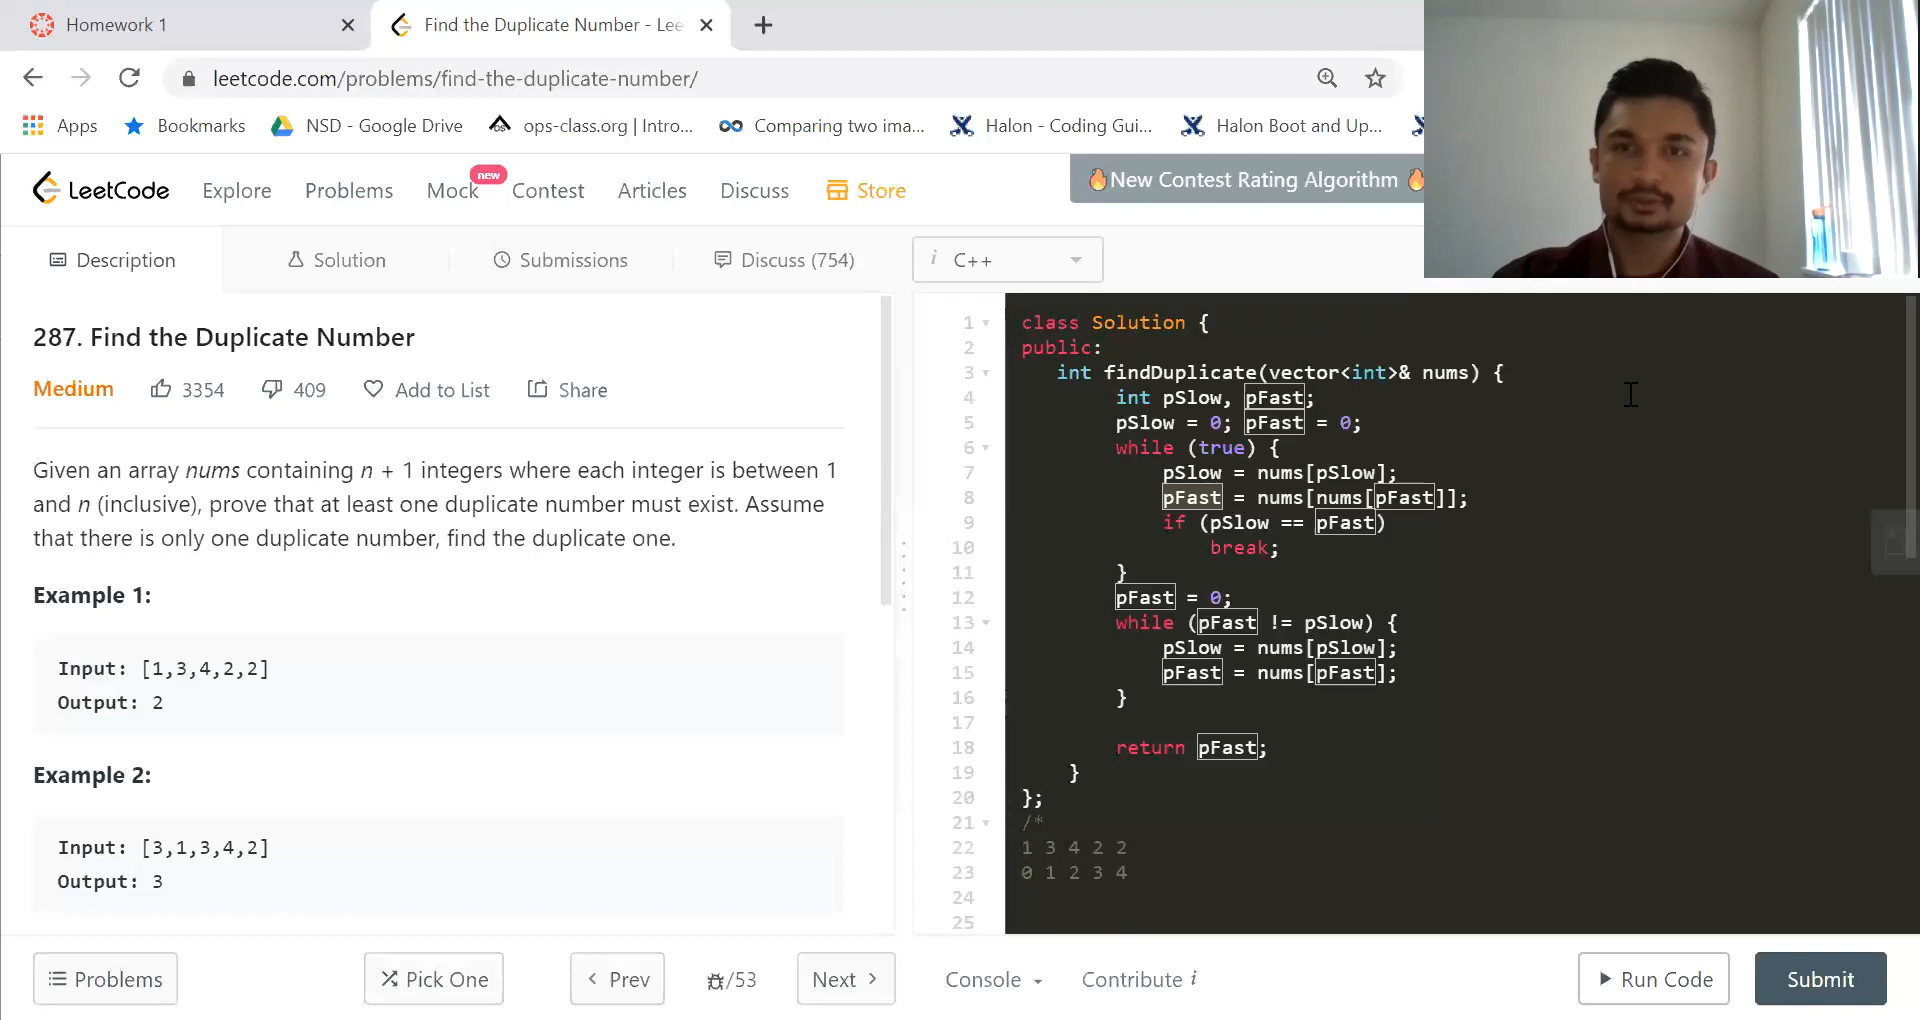 Homework 1
Find the Duplicate Number - Lee
leetcode.com/problems/find-the-duplicate-number/
Apps
Bookmarks
NSD - Google Drive
ops-class.org | Intro...
Comparing two ima...
Halon - Coding Gui...
Halon Boot and Up...
LeetCode
Explore
Problems
Mock
new
Contest
Articles
Discuss
Store
🔥New Contest Rating Algorithm 🔥
Description
Solution
Submissions
Discuss (754)
i C++
287. Find the Duplicate Number
Medium
3354
409
Add to List
Share
Given an array nums containing n + 1 integers where each integer is between 1
and n (inclusive), prove that at least one duplicate number must exist. Assume
that there is only one duplicate number, find the duplicate one.
Example 1:
Input: [1,3,4,2,2]
Output: 2
Example 2:
Input: [3,1,3,4,2]
Output: 3
1 class Solution {
2 public:
3 int findDuplicate(vector<int>& nums) {
4 int pSlow, pFast;
5 pSlow = 0; pFast = 0;
6 while (true) {
7 pSlow = nums[pSlow];
8 pFast = nums[nums[pFast]];
9 if (pSlow == pFast)
10 break;
11 }
12 pFast = 0;
13 while (pFast != pSlow) {
14 pSlow = nums[pSlow];
15 pFast = nums[pFast];
16 }
17
18 return pFast;
19 }
20 };
21 /*
22 1 3 4 2 2
23 0 1 2 3 4
24
25
Problems
Pick One
Prev
/53
Next
Console
Contribute i
Run Code
Submit